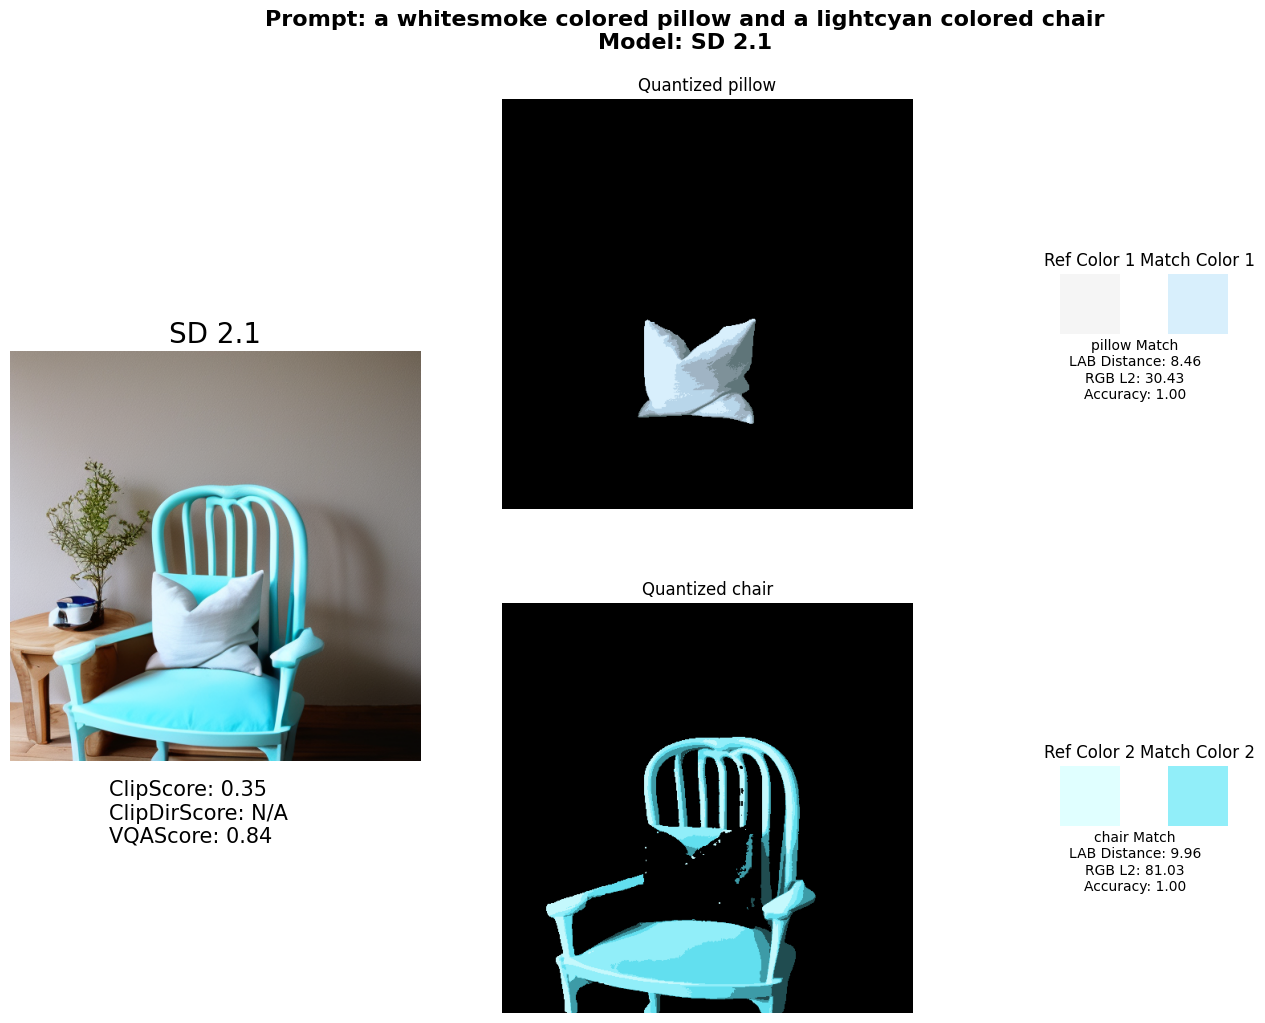 Prompt: a whitesmoke colored pillow and a lightcyan colored chair
Model: SD 2.1
Quantized pillow
Ref Color 1 Match Color 1
pillow Match
LAB Distance: 8.46
RGB L2: 30.43
Accuracy: 1.00
SD 2.1
ClipScore: 0.35
ClipDirScore: N/A
VQAScore: 0.84
Quantized chair
Ref Color 2 Match Color 2
chair Match
LAB Distance: 9.96
RGB L2: 81.03
Accuracy: 1.00